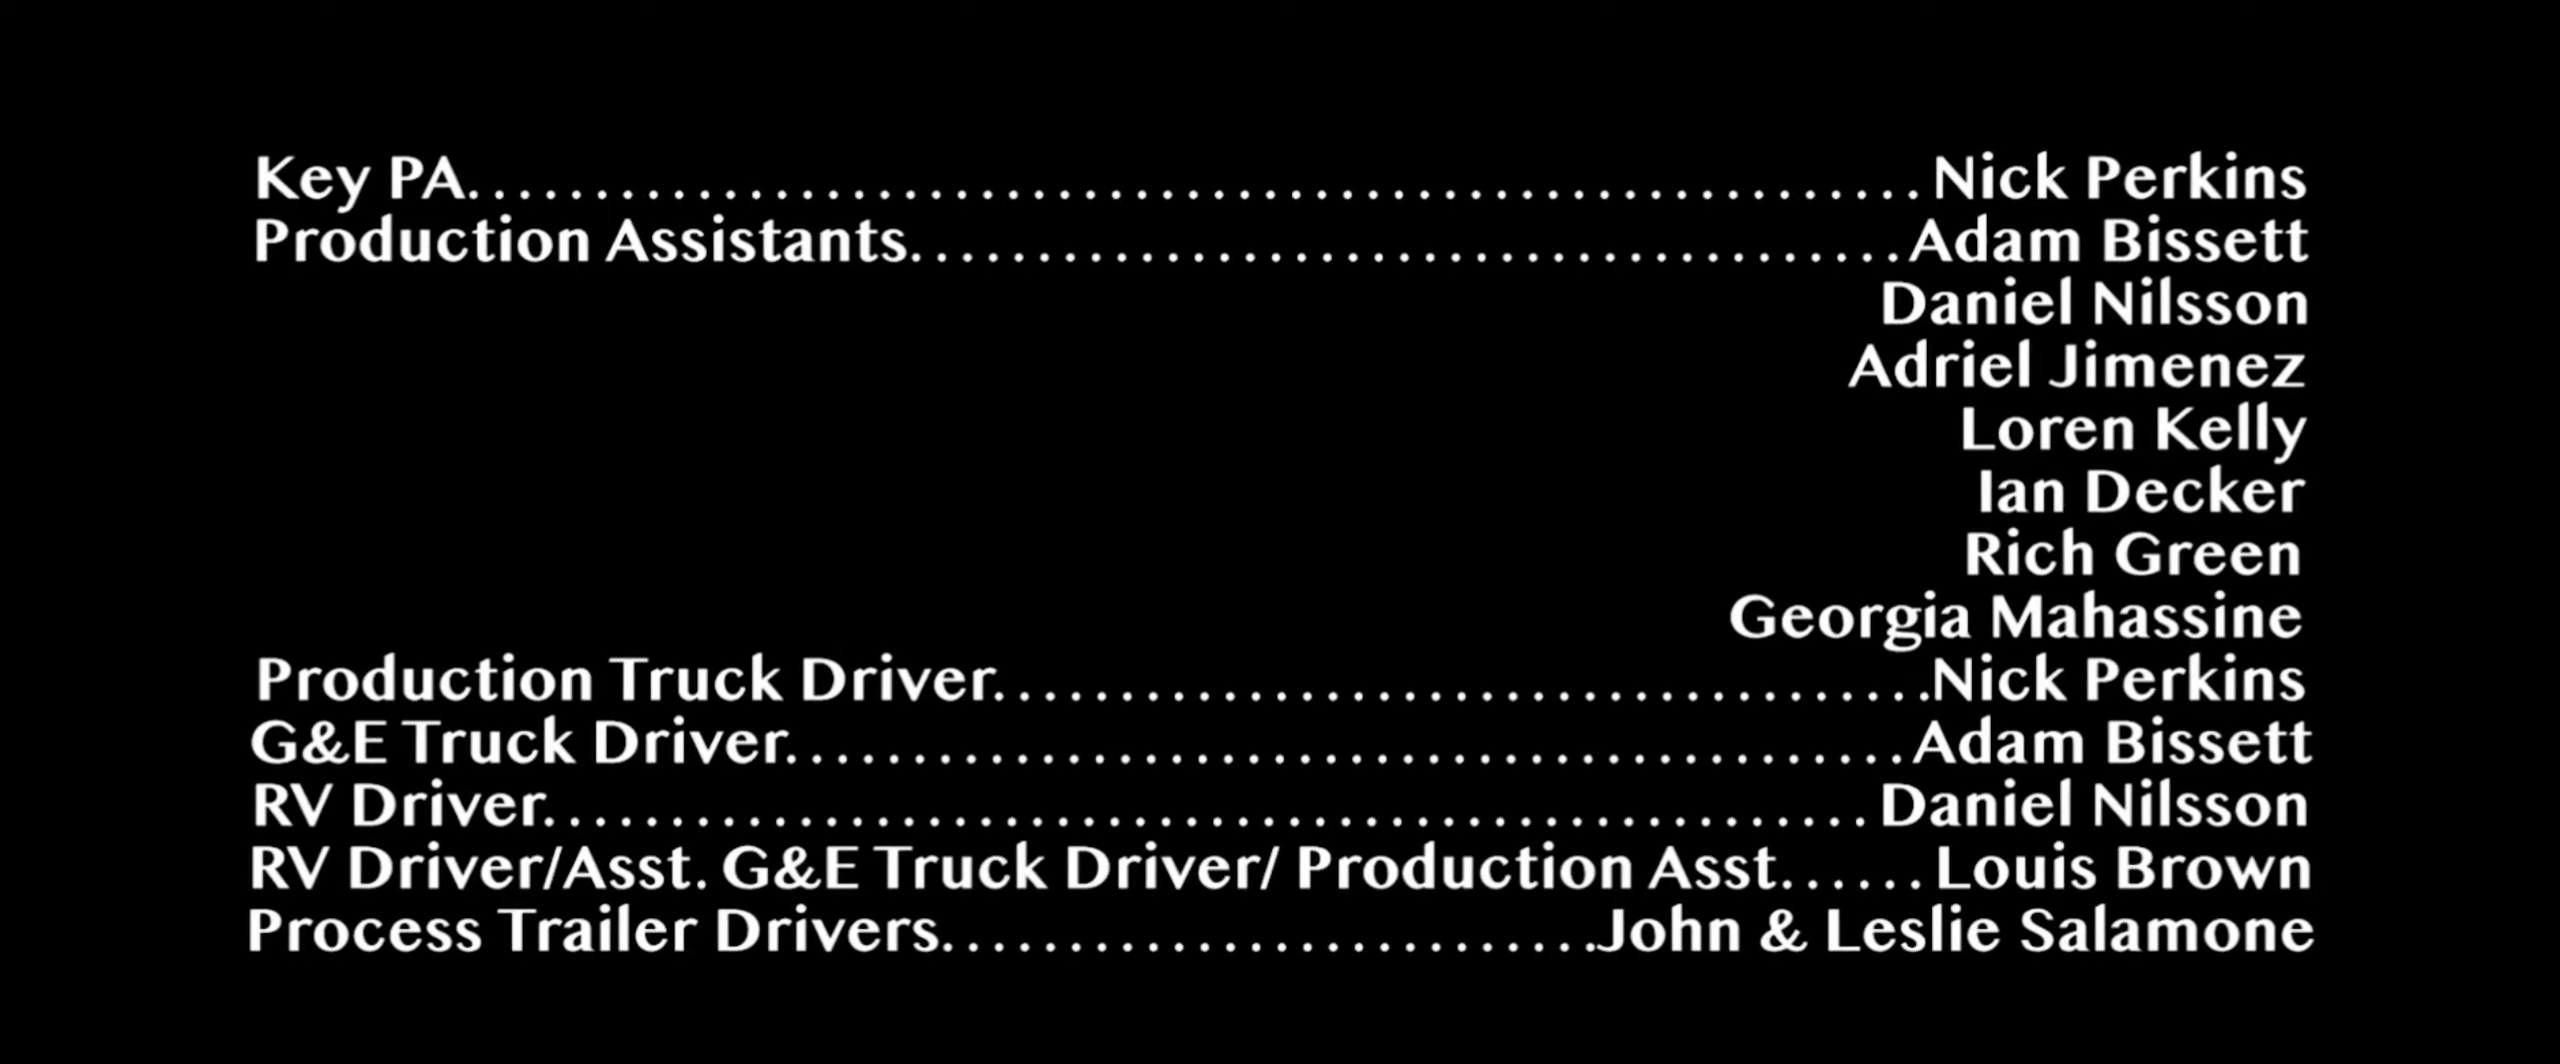 Key PA.........................................................Nick Perkins
Production Assistants.......................................Adam Bissett
Daniel Nilsson
Adriel Jimenez
Loren Kelly
Ian Decker
Rich Green
Georgia Mahassine
Production Truck Driver.....................................Nick Perkins
G&E Truck Driver............................................Adam Bissett
RV Driver....................................................Daniel Nilsson
RV Driver/Asst. G&E Truck Driver/ Production Asst......Louis Brown
Process Trailer Drivers..........................John & Leslie Salamone